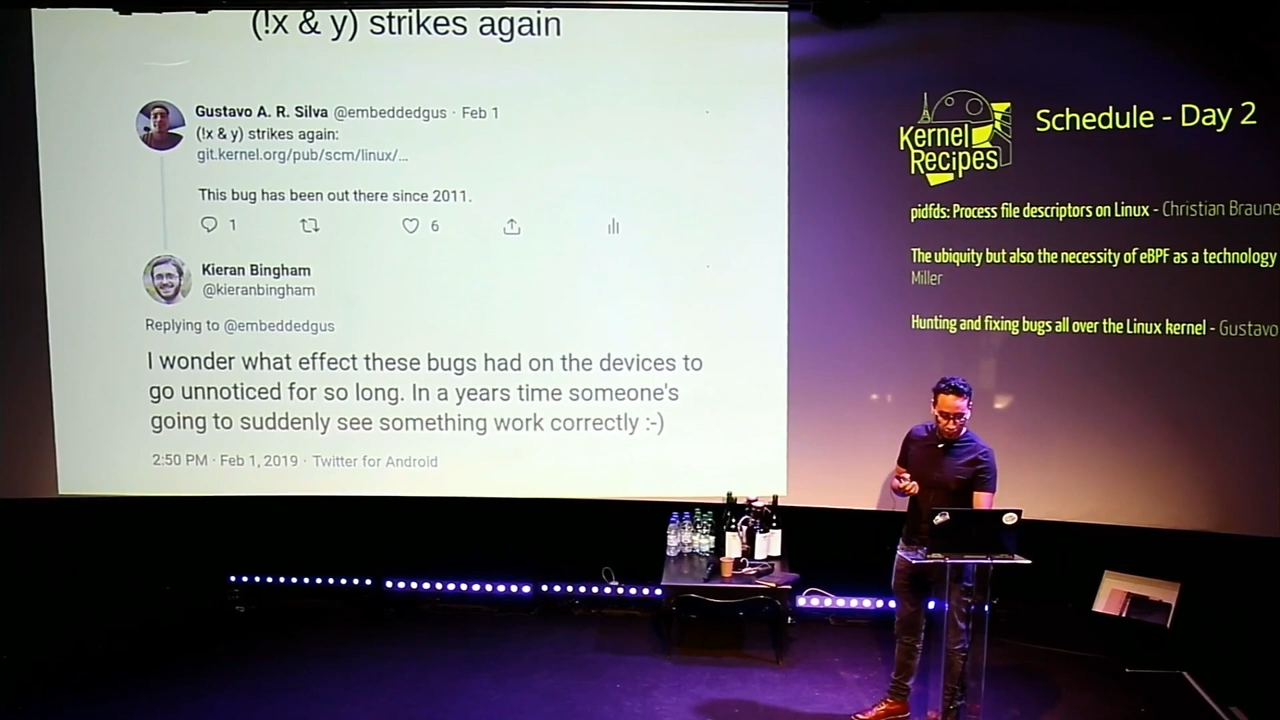 (!x & y) strikes again
Gustavo A. R. Silva @embeddedgus · Feb 1
(!x & y) strikes again:
git.kernel.org/pub/scm/linux/...
This bug has been out there since 2011.
1 6
Kieran Bingham
@kieranbingham
Replying to @embeddedgus
I wonder what effect these bugs had on the devices to
go unnoticed for so long. In a years time someone's
going to suddenly see something work correctly :-)
2:50 PM · Feb 1, 2019 · Twitter for Android
Kernel
Recipes
Schedule - Day 2
pidfds: Process file descriptors on Linux - Christian Braune
The ubiquity but also the necessity of eBPF as a technology
Miller
Hunting and fixing bugs all over the Linux kernel - Gustavo